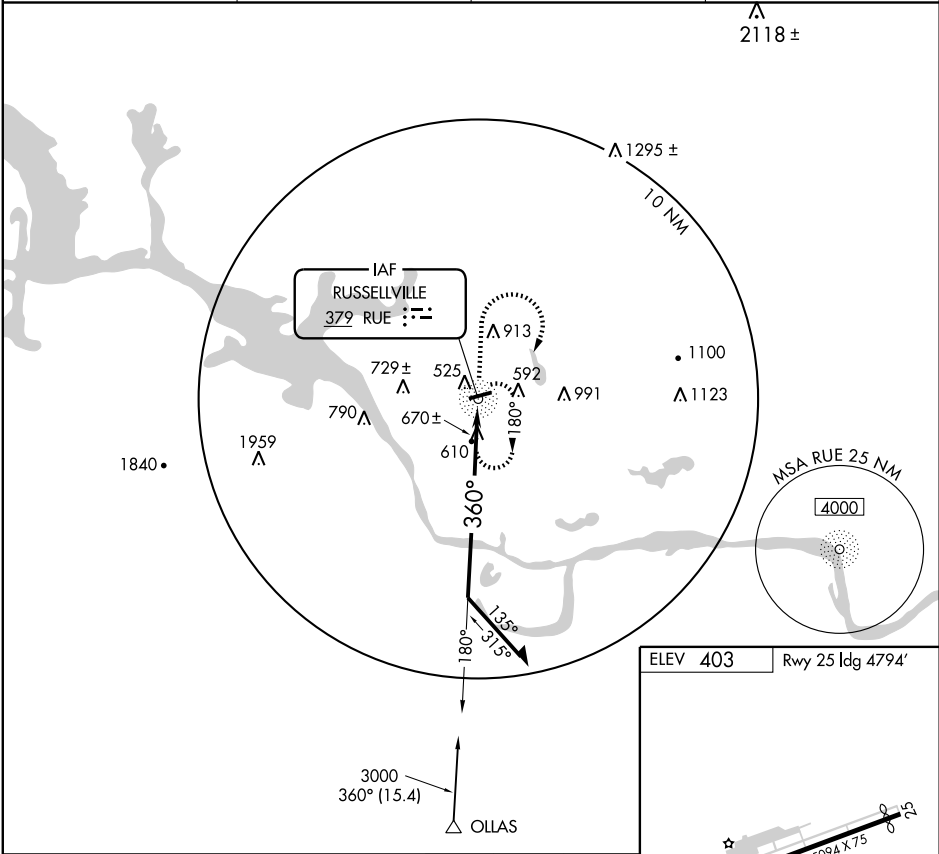 2118 ±
1295 ±
10 NM
IAF
RUSSELLVILLE
379 RUE
913
1100
729 ±
525
592
991
1123
790
670 ±
180°
1959
610
1840
MSA RUE 25 NM
4000
360°
135°
315°
180°
ELEV 403
Rwy 25 ldg 4794'
3000
360° (15.4)
OLLAS
25
5094 X 75